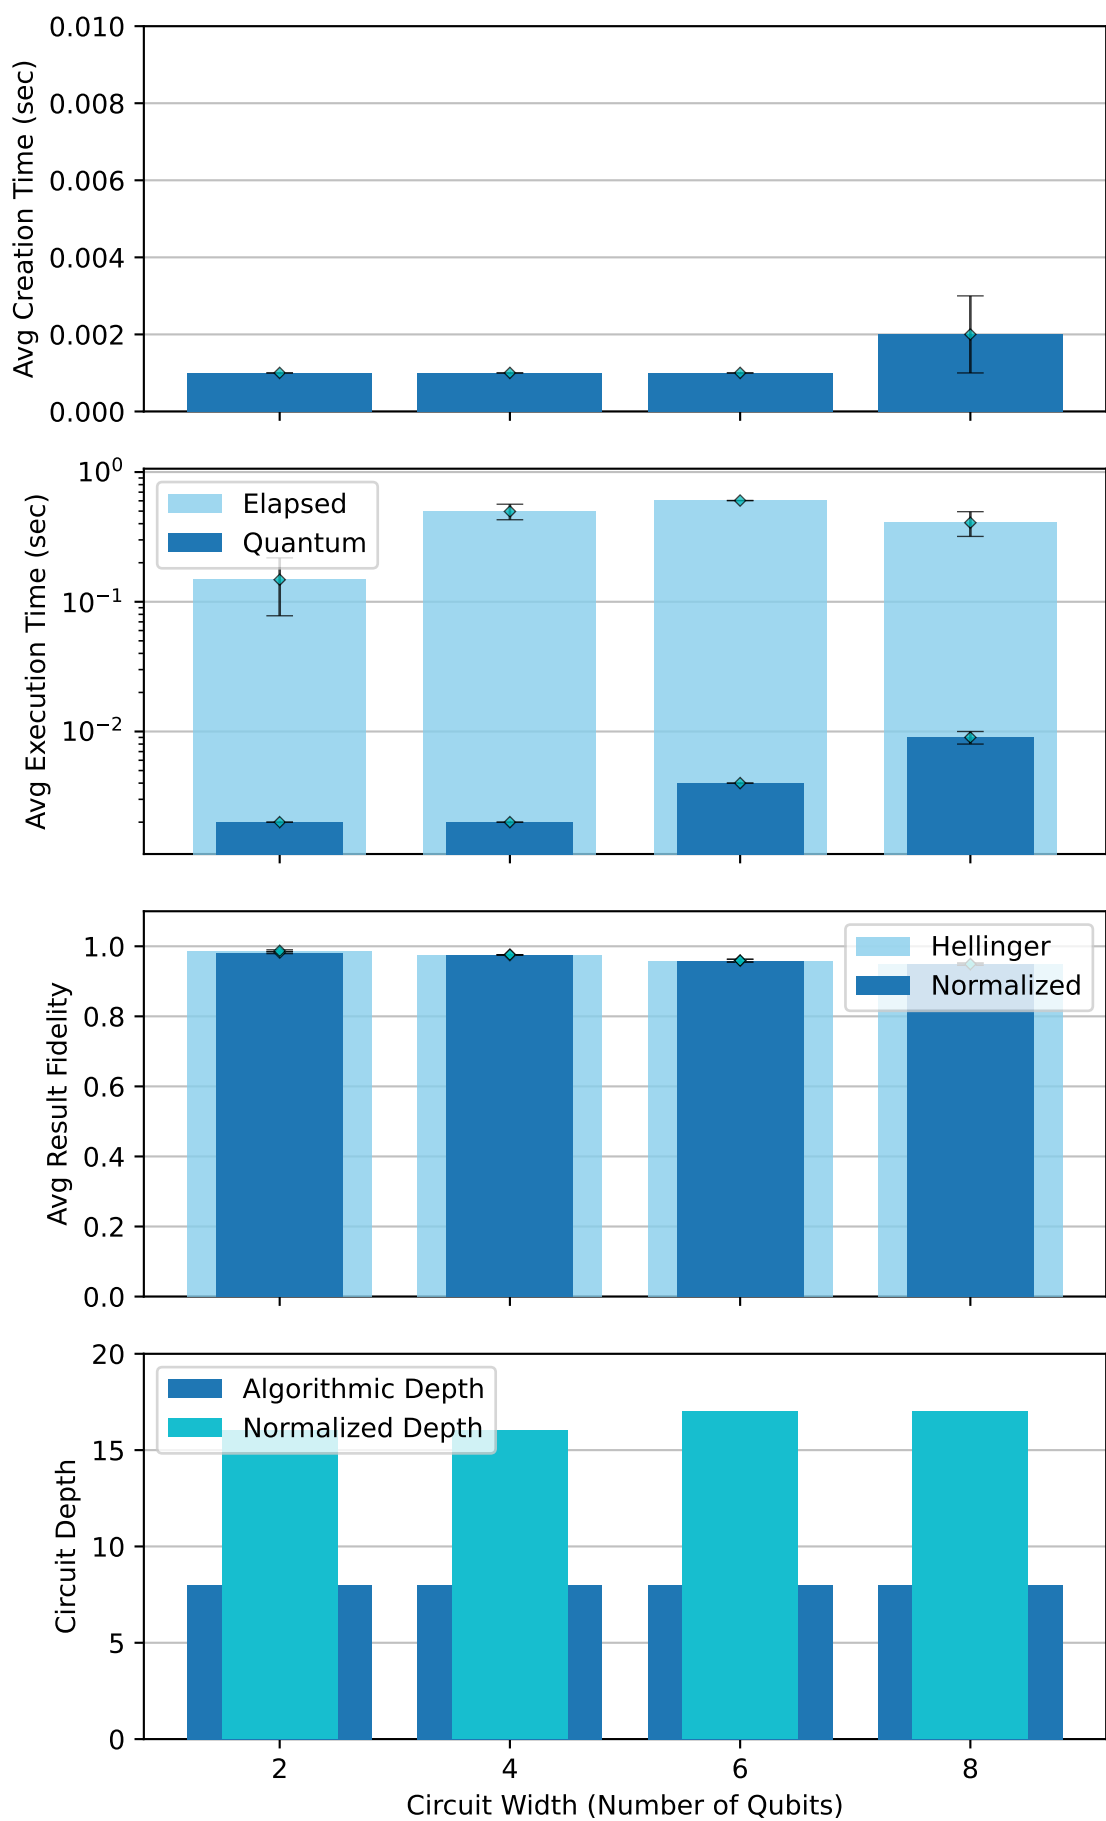 Avg Creation Time (sec)
0.010
0.008
0.006
0.004
0.002
0.000
Avg Execution Time (sec)
10⁰
10⁻¹
10⁻²
Elapsed
Quantum
Avg Result Fidelity
1.0
0.8
0.6
0.4
0.2
0.0
Hellinger
Normalized
Circuit Depth
20
15
10
5
0
Algorithmic Depth
Normalized Depth
2 4 6 8
Circuit Width (Number of Qubits)